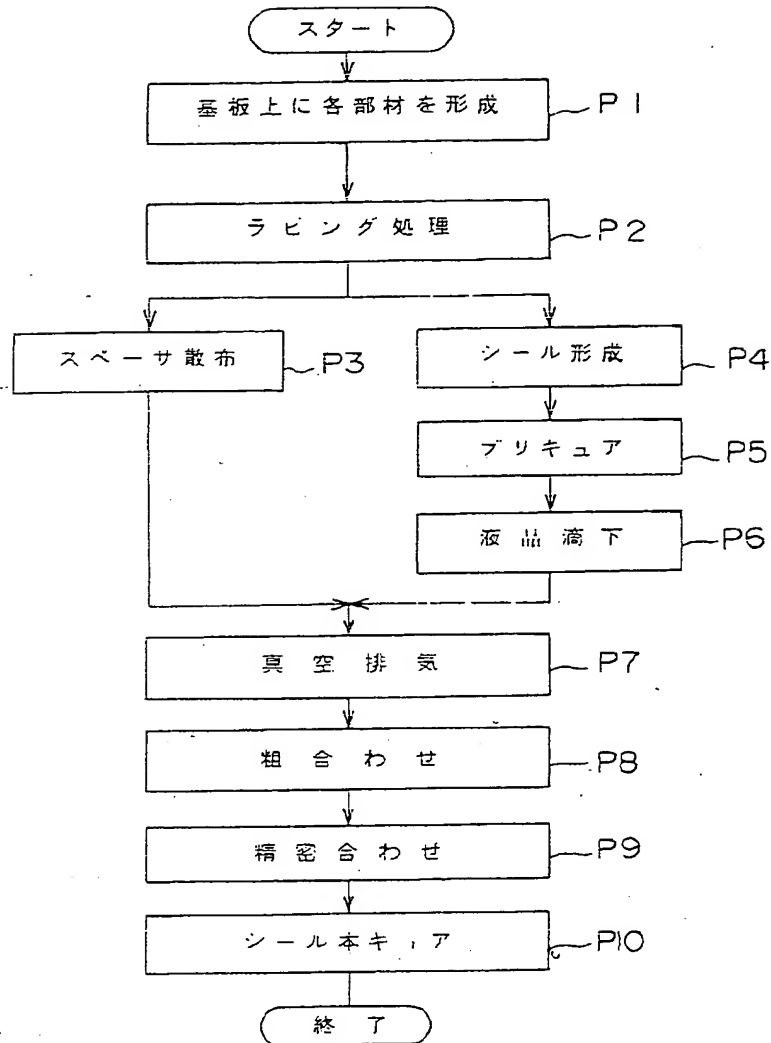 スタート
基板上に各部材を形成 P1
ラビング処理 P2
スペーサ散布 P3
シール形成 P4
プリキュア P5
液晶滴下 P6
真空排気 P7
粗合わせ P8
精密合わせ P9
シール本キュア P10
終了